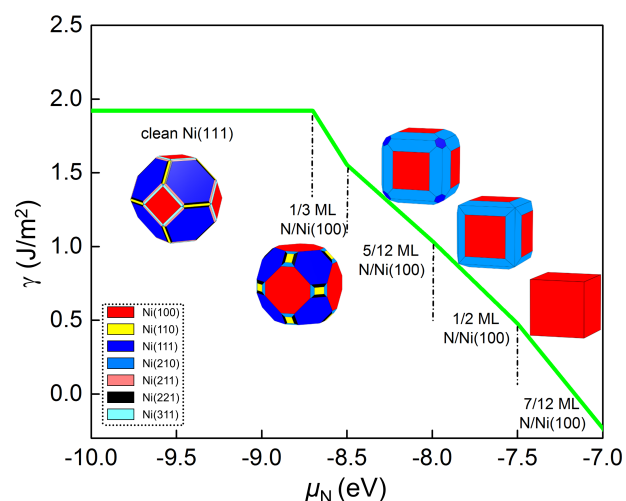 2.5
2.0
1.5
1.0
0.5
0.0
γ (J/m²)
clean Ni(111)
1/3 ML
N/Ni(100)
5/12 ML
N/Ni(100)
1/2 ML
N/Ni(100)
7/12 ML
N/Ni(100)
Ni(100)
Ni(110)
Ni(111)
Ni(210)
Ni(211)
Ni(221)
Ni(311)
-10.0 -9.5 -9.0 -8.5 -8.0 -7.5 -7.0
μN (eV)